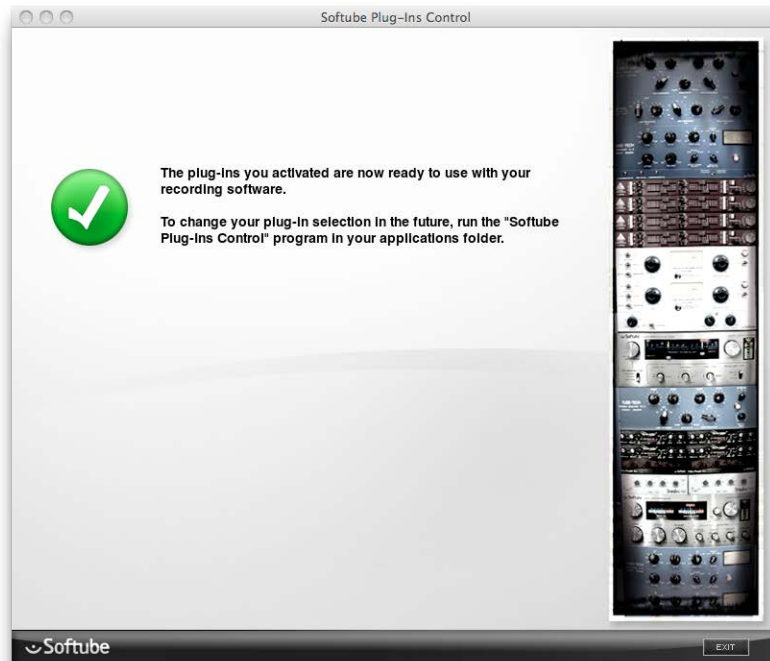 Softube Plug-Ins Control
The plug-ins you activated are now ready to use with your
recording software.
To change your plug-in selection in the future, run the "Softube
Plug-Ins Control" program in your applications folder.
Softube
EXIT